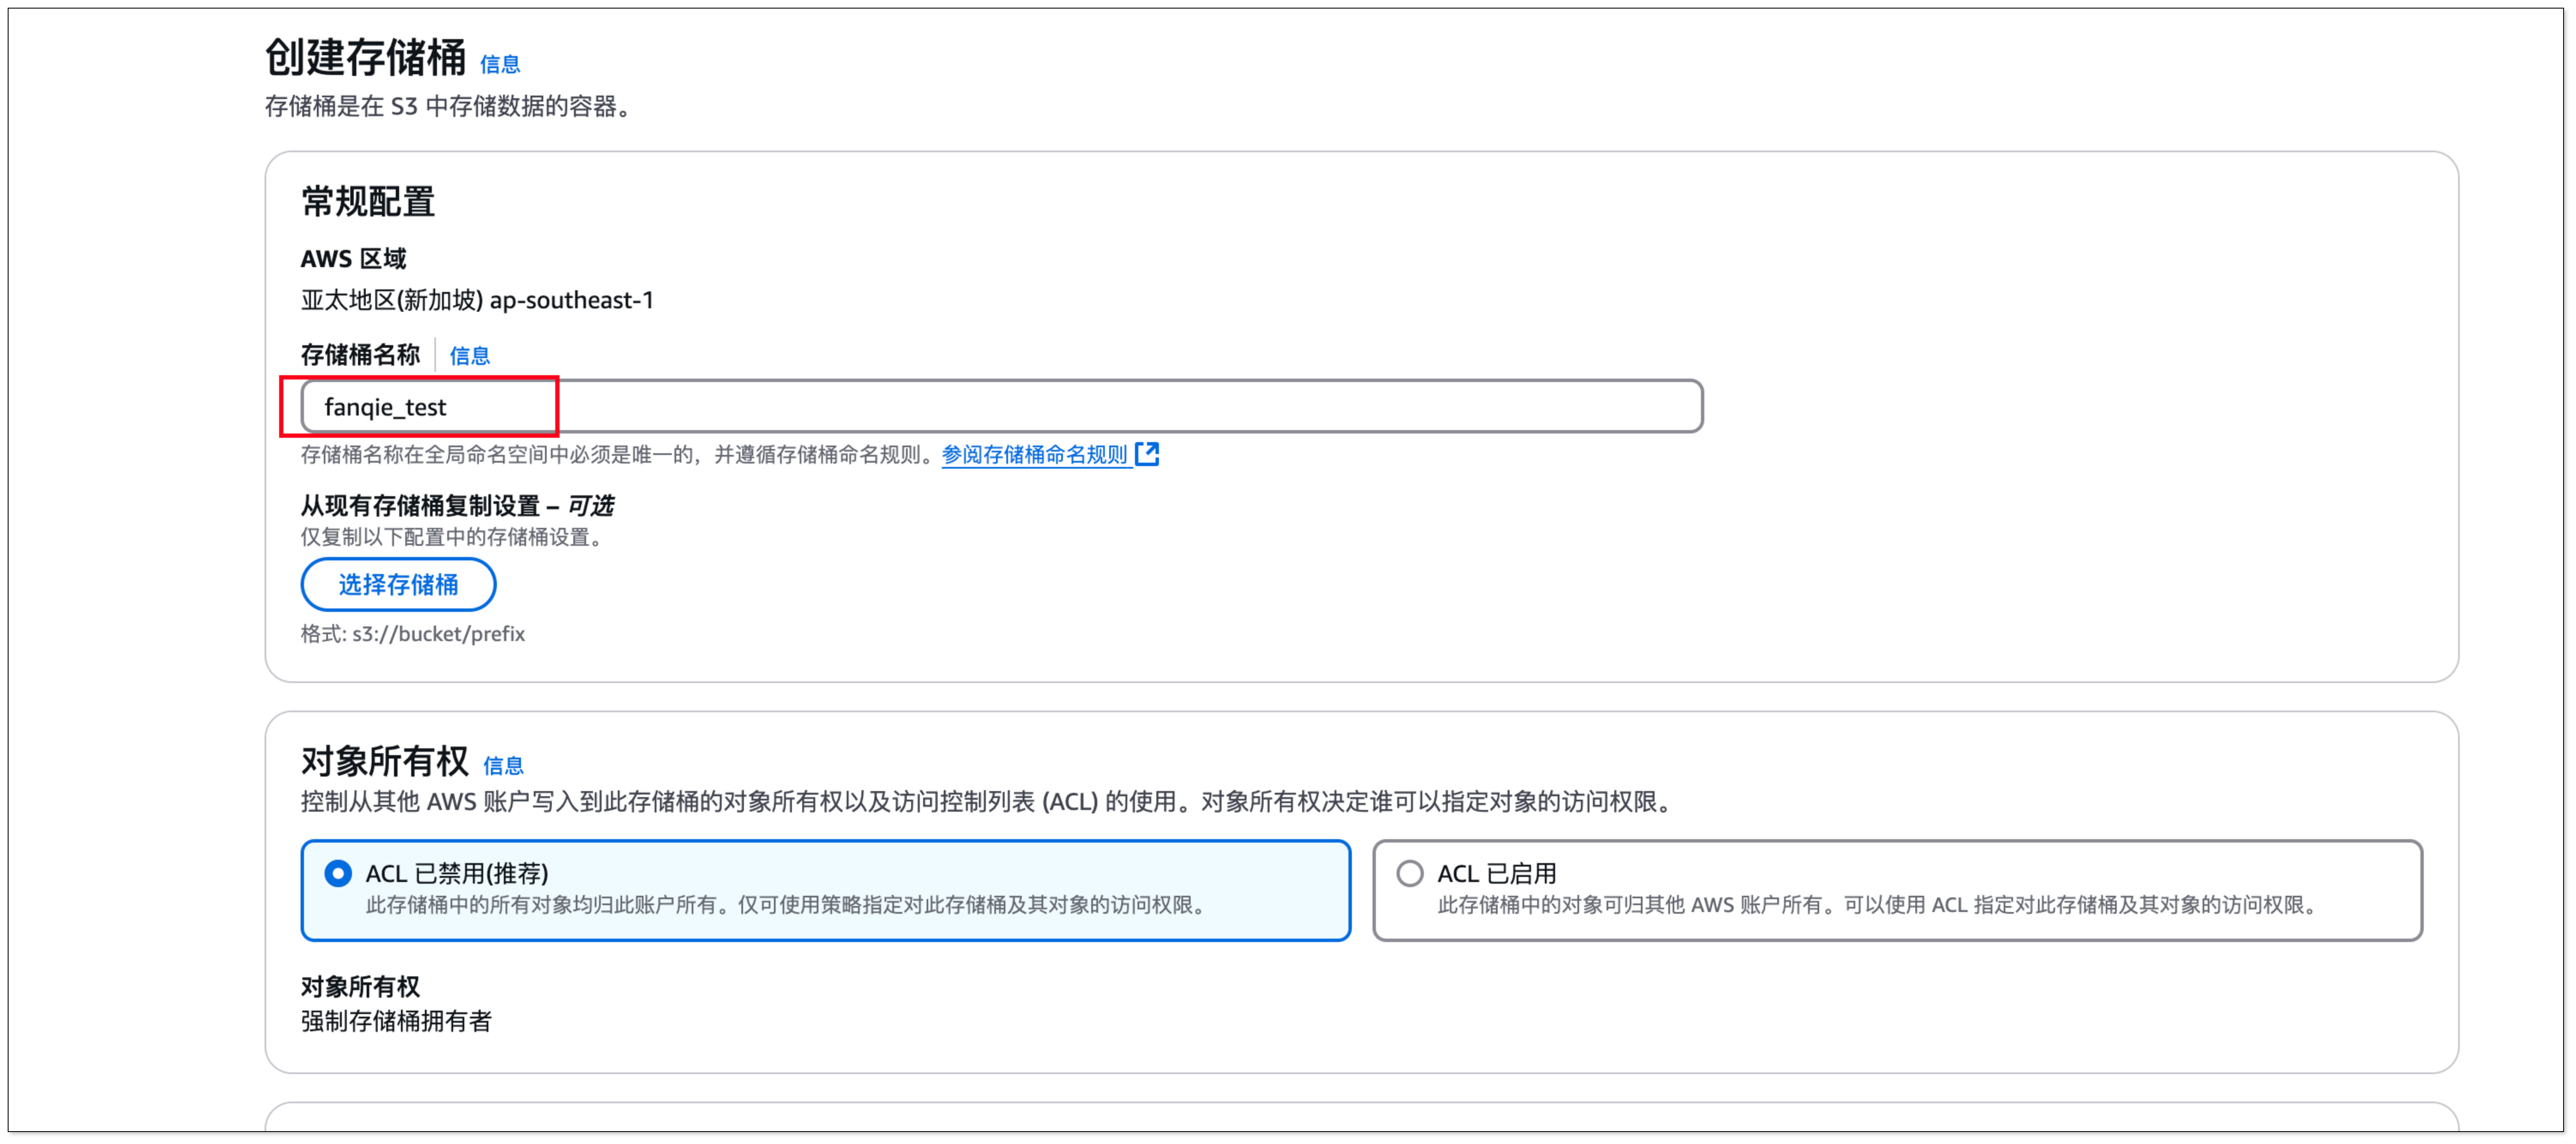 创建存储桶 信息
存储桶是在 S3 中存储数据的容器。
常规配置
AWS 区域
亚太地区(新加坡) ap-southeast-1
存储桶名称 信息
fanqie_test
存储桶名称在全局命名空间中必须是唯一的，并遵循存储桶命名规则。参阅存储桶命名规则
从现有存储桶复制设置 – 可选
仅复制以下配置中的存储桶设置。
选择存储桶
格式: s3://bucket/prefix
对象所有权 信息
控制从其他 AWS 账户写入到此存储桶的对象所有权以及访问控制列表 (ACL) 的使用。对象所有权决定谁可以指定对象的访问权限。
ACL 已禁用(推荐)
此存储桶中的所有对象均归此账户所有。仅可使用策略指定对此存储桶及其对象的访问权限。
ACL 已启用
此存储桶中的对象可归其他 AWS 账户所有。可以使用 ACL 指定对此存储桶及其对象的访问权限。
对象所有权
强制存储桶拥有者